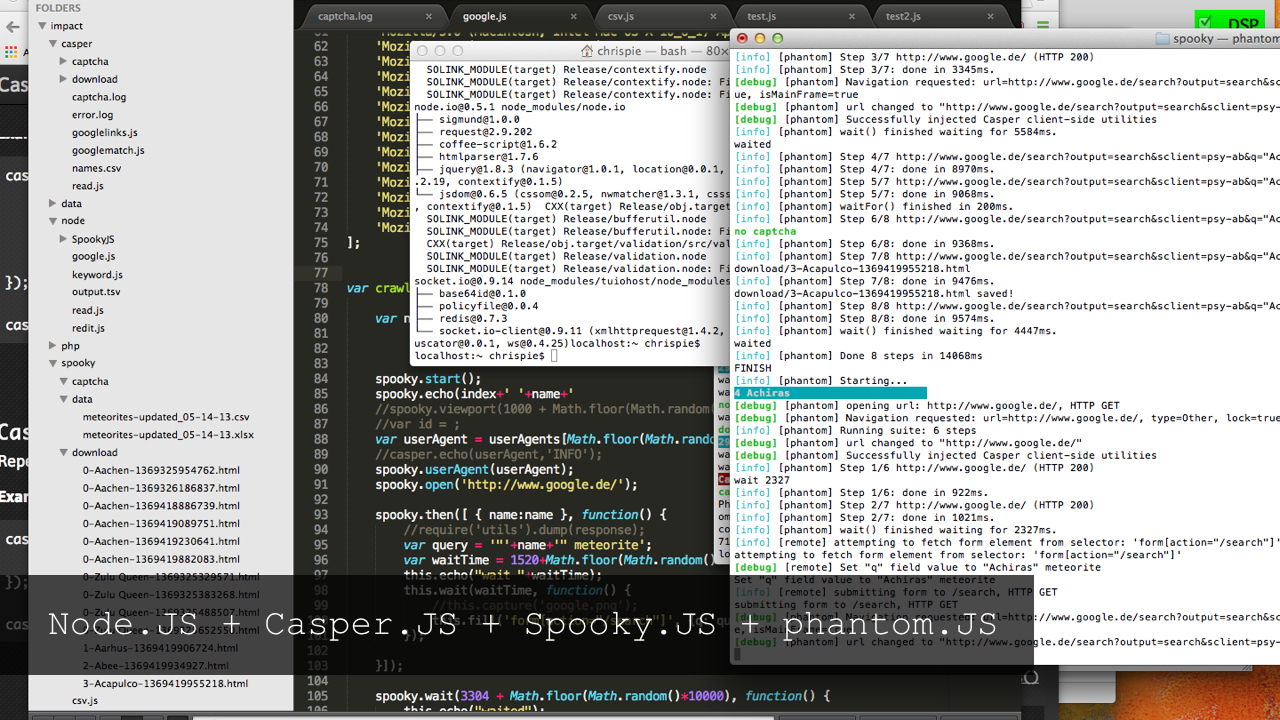 FOLDERS
impact
casper
captcha
download
captcha.log
error.log
googlelinks.js
googlematch.js
names.csv
read.js
data
node
SpookyJS
google.js
keyword.js
output.tsv
read.js
redit.js
php
spooky
captcha
data
meteorites-updated_05-14-13.csv
meteorites-updated_05-14-13.xlsx
download
0-Aachen-1369325954762.html
0-Aachen-1369326186837.html
0-Aachen-1369418886739.html
0-Aachen-1369419089751.html
0-Aachen-1369419230641.html
0-Aachen-1369419882083.html
0-Zulu Queen-1369325329571.html
0-Zulu Queen-1369325383268.html
1-Aarhus-1369419906724.html
2-Abee-1369419934927.html
3-Acapulco-1369419955218.html
csv.js
captcha.log
google.js
csv.js
test.js
test2.js
DSP
62 'Mozi
63 'Mozi
64 'Mozi
65 'Mozi
66 'Mozi
67 'Mozi
68 'Mozi
69 'Mozi
70 'Mozi
71 'Mozi
72 'Mozi
73 'Mozi
74 'Mozi
75 ];
76
77
78 var crawl
79
80 var n
81
82
83
84 spooky.start();
85 spooky.echo(index+' '+name+'
86 //spooky.viewport(1000 + Math.floor(Math.random(
87 //var id = ;
88 var userAgent = userAgents[Math.floor(Math.rando
89 //casper.echo(userAgent,'INFO');
90 spooky.userAgent(userAgent);
91 spooky.open('http://www.google.de/');
92
93 spooky.then([ { name:name }, function() {
94 //require('utils').dump(response);
95 var query = '"'+name+'" meteorite';
96 var waitTime = 1520+Math.floor(Math.random()
97 this.echo("wait "+waitTime);
98 this.wait(waitTime, function() {
99 //this.capture('google.png');
103 }]);
104
105 spooky.wait(3304 + Math.floor(Math.random()*10000), function() {
106 this.echo("waited");
chrispie — bash — 80×
SOLINK_MODULE(target) Release/contextify.node
SOLINK_MODULE(target) Release/contextify.node: Fi
node.io@0.5.1 node_modules/node.io
├── sigmund@1.0.0
├── request@2.9.202
├── coffee-script@1.6.2
├── htmlparser@1.7.6
├── jquery@1.8.3 (navigator@1.0.1, location@0.0.1,
.2.19, contextify@0.1.5)
└── jsdom@0.6.5 (cssom@0.2.5, nwmatcher@1.3.1, csss
, contextify@0.1.5) CXX(target) Release/obj.targe
SOLINK_MODULE(target) Release/bufferutil.node
SOLINK_MODULE(target) Release/bufferutil.node: Fi
CXX(target) Release/obj.target/validation/src/val
SOLINK_MODULE(target) Release/validation.node
SOLINK_MODULE(target) Release/validation.node: Fi
socket.io@0.9.14 node_modules/tuiohost/node_modules
├── base64id@0.1.0
├── policyfile@0.0.4
├── redis@0.7.3
└── socket.io-client@0.9.11 (xmlhttprequest@1.4.2,
uscator@0.0.1, ws@0.4.25)localhost:~ chrispie$
localhost:~ chrispie$
spooky — phantom
[info] [phantom] Step 3/7 http://www.google.de/ (HTTP 200)
[info] [phantom] Step 3/7: done in 3345ms.
[debug] [phantom] Navigation requested: url=http://www.google.de/search?output=search&sclien
ue, isMainFrame=true
[debug] [phantom] url changed to "http://www.google.de/search?output=search&sclient=psy-
[debug] [phantom] Successfully injected Casper client-side utilities
[info] [phantom] wait() finished waiting for 5584ms.
waited
[info] [phantom] Step 4/7 http://www.google.de/search?output=search&sclient=psy-ab&q="Ac
[info] [phantom] Step 4/7: done in 8970ms.
[info] [phantom] Step 5/7 http://www.google.de/search?output=search&sclient=psy-ab&q="Ac
[info] [phantom] Step 5/7: done in 9068ms.
[info] [phantom] waitFor() finished in 200ms.
[info] [phantom] Step 6/8 http://www.google.de/search?output=search&sclient=psy-ab&q="Ac
no captcha
[info] [phantom] Step 6/8: done in 9368ms.
[info] [phantom] Step 7/8 http://www.google.de/search?output=search&sclient=psy-ab&q="Ac
download/3-Acapulco-1369419955218.html
[info] [phantom] Step 7/8: done in 9476ms.
download/3-Acapulco-1369419955218.html saved!
[info] [phantom] Step 8/8 http://www.google.de/search?output=search&sclient=psy-ab&q="Ac
[info] [phantom] Step 8/8: done in 9574ms.
[info] [phantom] wait() finished waiting for 4447ms.
waited
[info] [phantom] Done 8 steps in 14068ms
FINISH
[info] [phantom] Starting...
4 Achiras
[debug] [phantom] opening url: http://www.google.de/, HTTP GET
[debug] [phantom] Navigation requested: url=http://www.google.de/, type=Other, lock=true
[info] [phantom] Running suite: 6 steps
[debug] [phantom] url changed to "http://www.google.de/"
[debug] [phantom] Successfully injected Casper client-side utilities
[info] [phantom] Step 1/6 http://www.google.de/ (HTTP 200)
wait 2327
[info] [phantom] Step 1/6: done in 922ms.
[info] [phantom] Step 2/7 http://www.google.de/ (HTTP 200)
[info] [phantom] Step 2/7: done in 1021ms.
[info] [phantom] wait() finished waiting for 2327ms.
[info] [remote] attempting to fetch form element from selector: 'form[action="/search"]'
attempting to fetch form element from selector: 'form[action="/search"]'
[debug] [remote] Set "q" field value to "Achiras" meteorite
Set "q" field value to "Achiras" meteorite
[info] [remote] submitting form to /search, HTTP GET
submitting form to /search, HTTP GET
[debug] [phantom] Navigation requested: url=http://www.google.de/search?output=search&sc
[debug] [phantom] url changed to "http://www.google.de/search?output=search&sclient=psy-
Node.JS + Casper.JS + Spooky.JS + phantom.JS